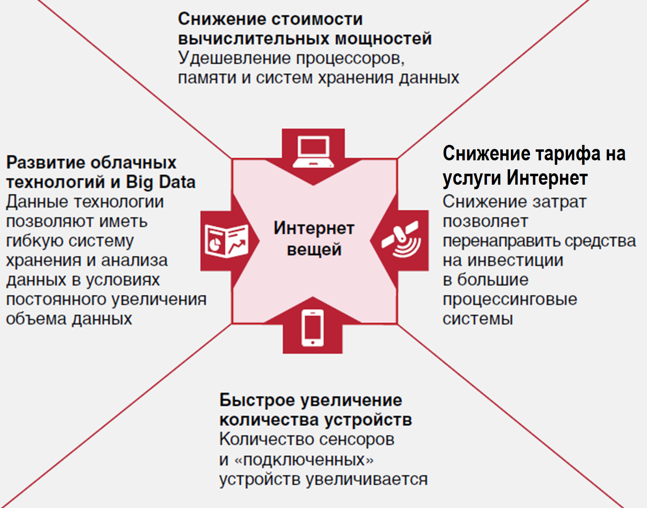 Снижение стоимости
вычислительных мощностей
Удешевление процессоров,
памяти и систем хранения данных
Развитие облачных
технологий и Big Data
Данные технологии
позволяют иметь
гибкую систему
хранения и анализа
данных в условиях
постоянного увеличения
объема данных
Интернет
вещей
Снижение тарифа на
услуги Интернет
Снижение затрат
позволяет
перенаправить средства
на инвестиции
в большие
процессинговые
системы
Быстрое увеличение
количества устройств
Количество сенсоров
и «подключенных»
устройств увеличивается